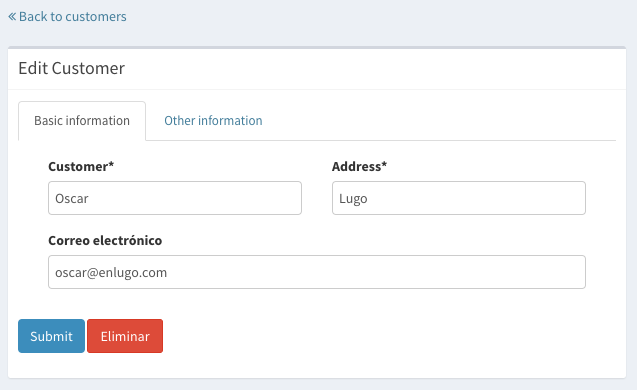 « Back to customers
Edit Customer
Basic information Other information
Customer* Address*
Oscar Lugo
Correo electrónico
oscar@enlugo.com
Submit Eliminar